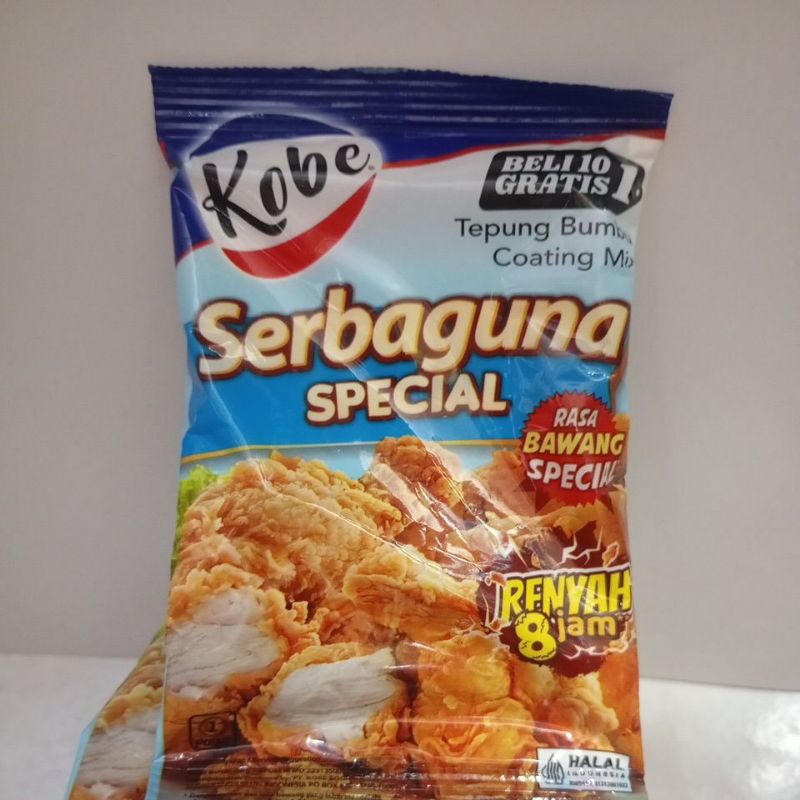 Kobe
BELI 10
GRATIS 1
Tepung Bumbu
Coating Mix
Serbaguna
SPECIAL
RASA
BAWANG
SPECIAL
RENYAH
8 jam
HALAL
INDONESIA